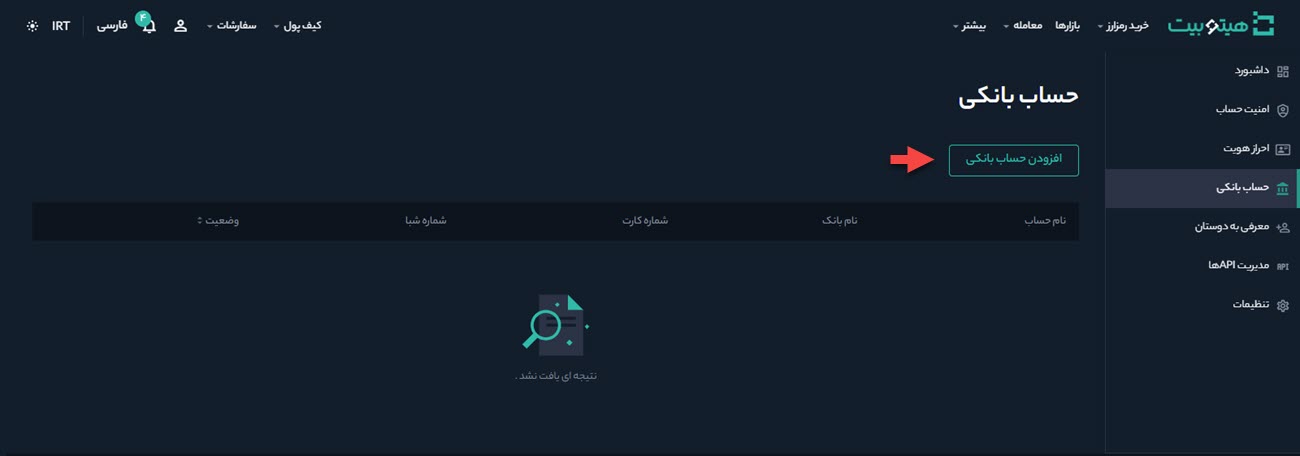 هیتوبیت
خرید رمزارز
بازارها
معامله
بیشتر
کیف پول
سفارشات
۴
فارسی
IRT
داشبورد
امنیت حساب
احراز هویت
حساب بانکی
معرفی به دوستان
API
مدیریت APIها
تنظیمات
حساب بانکی
افزودن حساب بانکی
نام حساب
نام بانک
شماره کارت
شماره شبا
وضعیت
نتیجه ای یافت نشد .